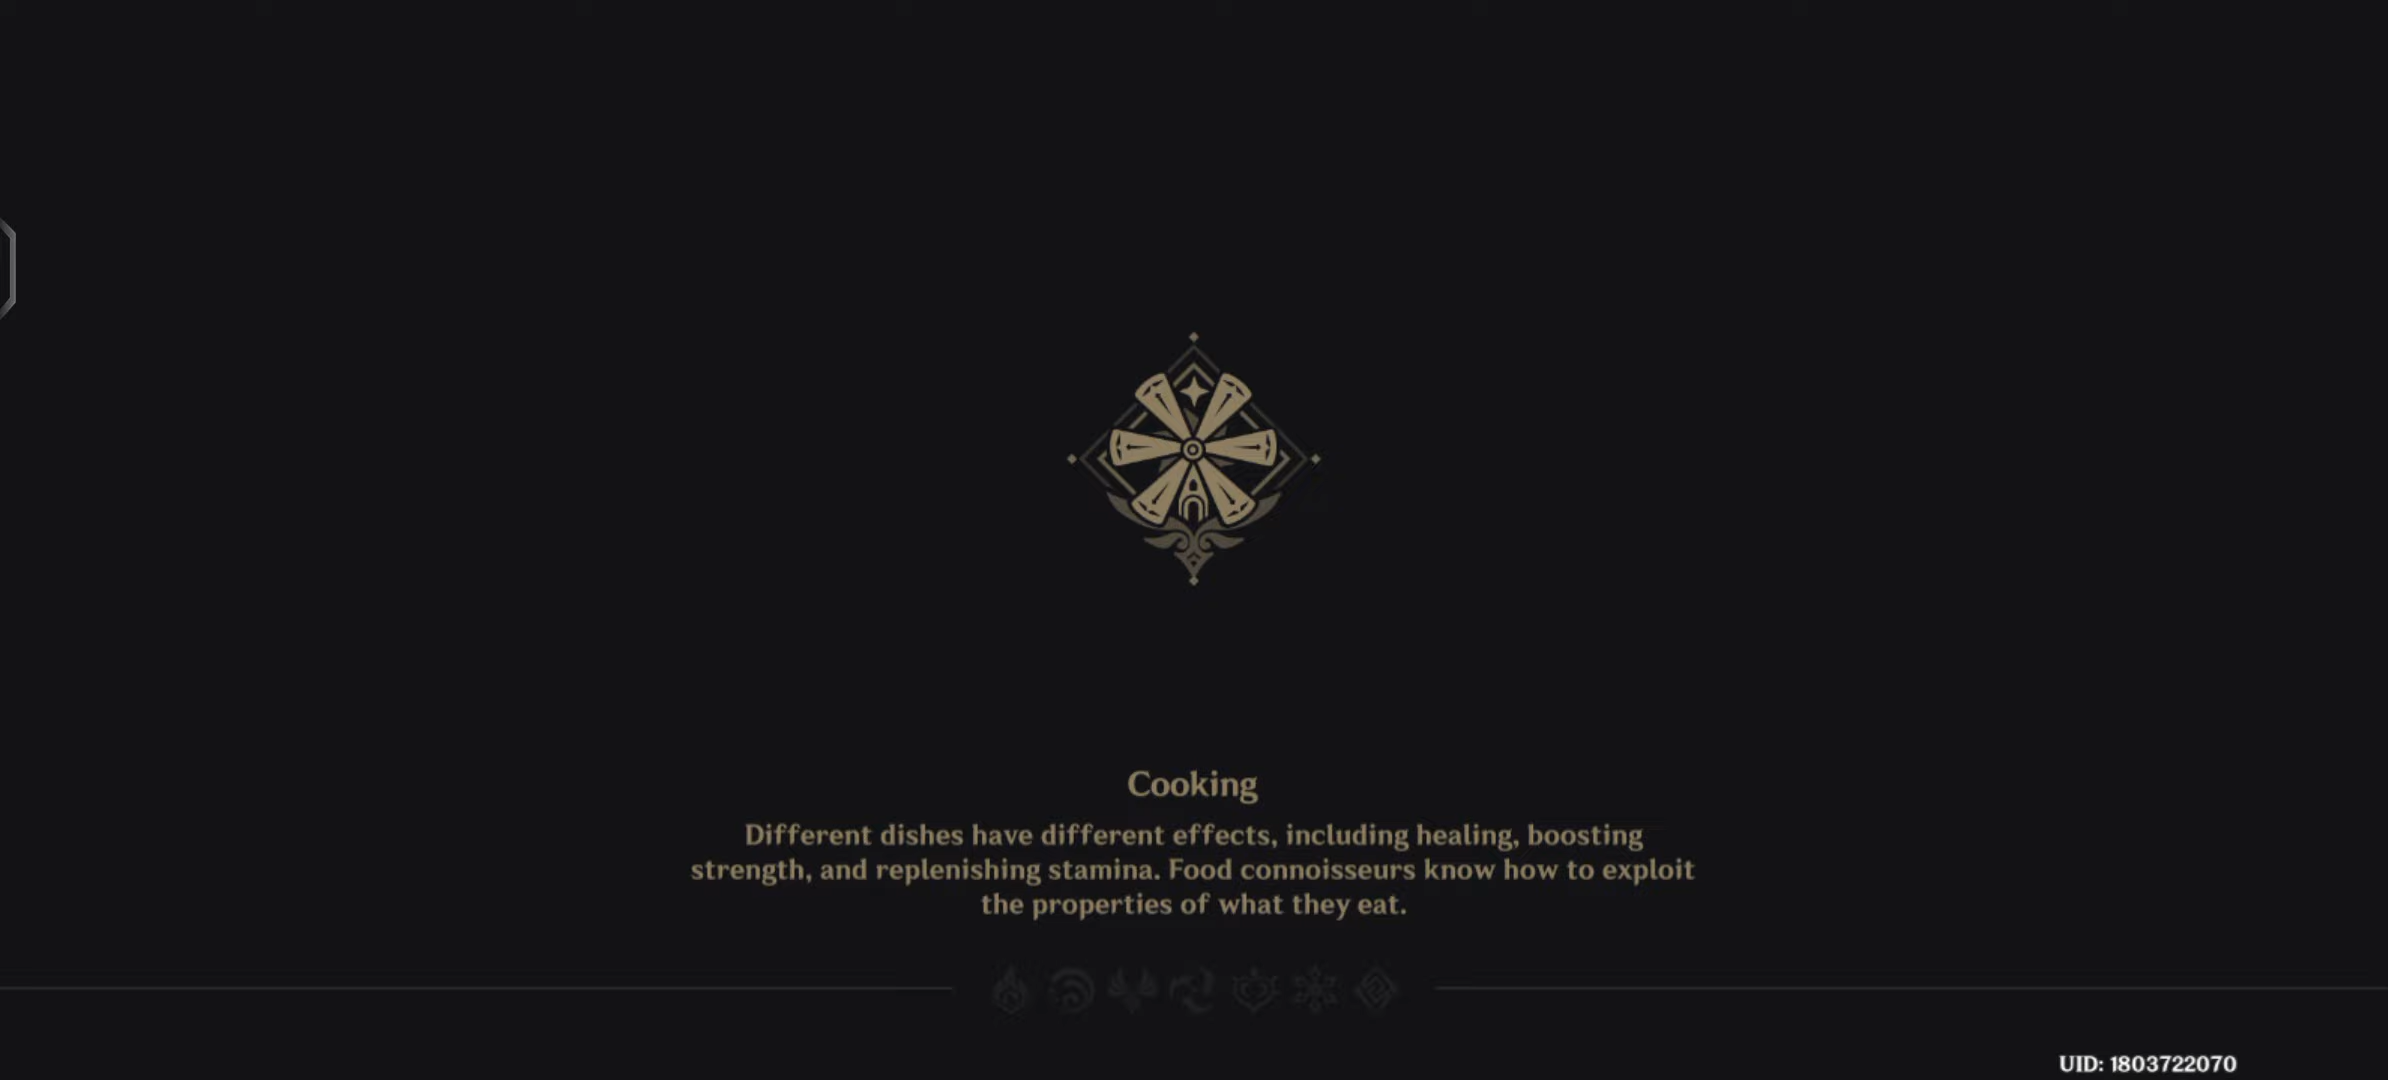 Cooking
Different dishes have different effects, including healing, boosting
strength, and replenishing stamina. Food connoisseurs know how to exploit
the properties of what they eat.
UID: 1803722070